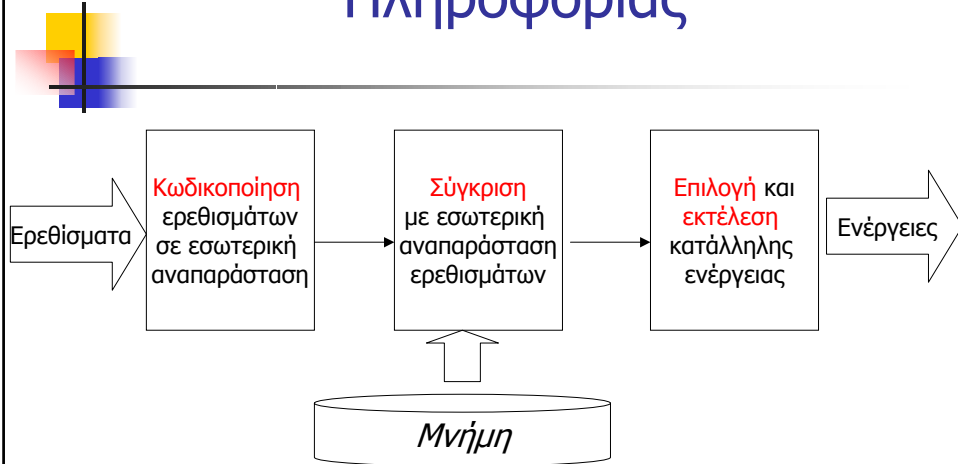 Πληροφορίας
Ερεθίσματα
Κωδικοποίηση
ερεθισμάτων
σε εσωτερική
αναπαράσταση
Σύγκριση
με εσωτερική
αναπαράσταση
ερεθισμάτων
Επιλογή και
εκτέλεση
κατάλληλης
ενέργειας
Ενέργειες
Μνήμη